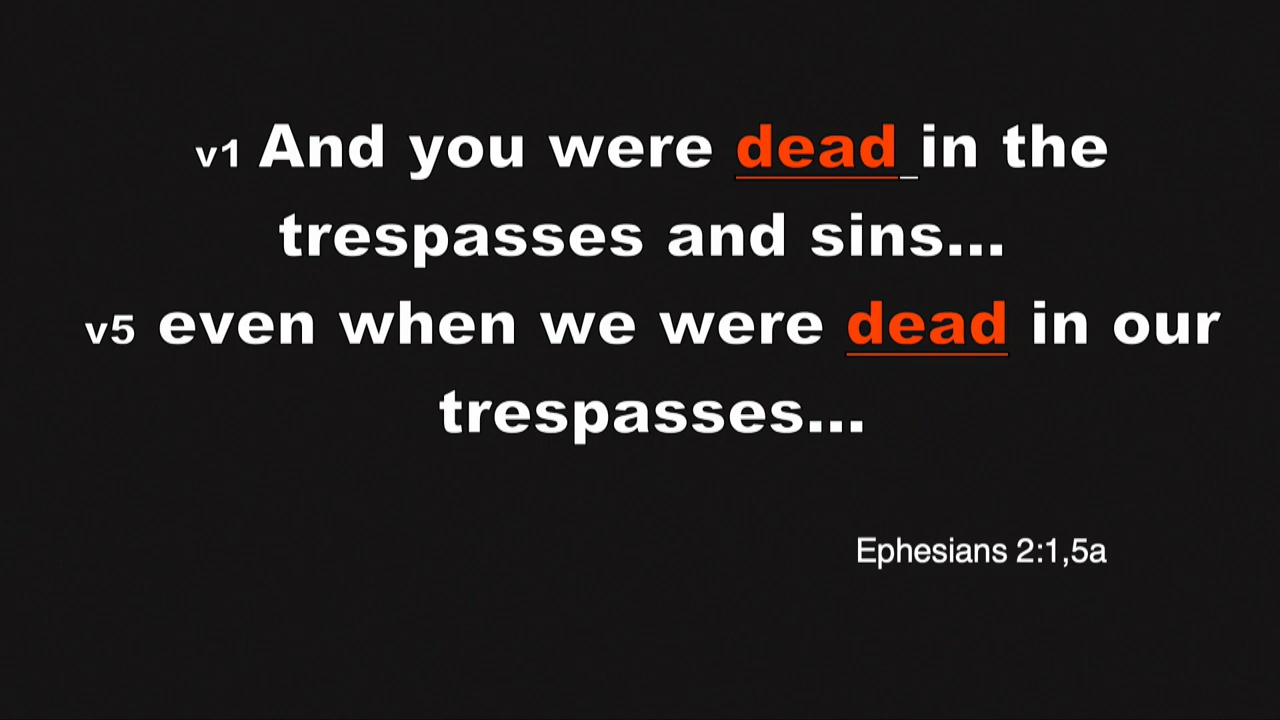 v1 And you were dead in the
trespasses and sins...
v5 even when we were dead in our
trespasses...
Ephesians 2:1,5a